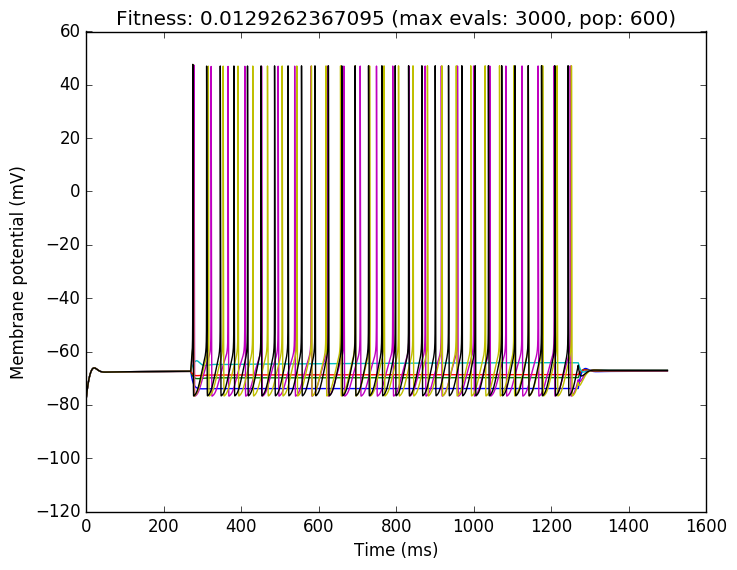 Fitness: 0.0129262367095 (max evals: 3000, pop: 600)
60
40
20
0
−20
−40
−60
−80
−100
−120
Membrane potential (mV)
0 200 400 600 800 1000 1200 1400 1600
Time (ms)